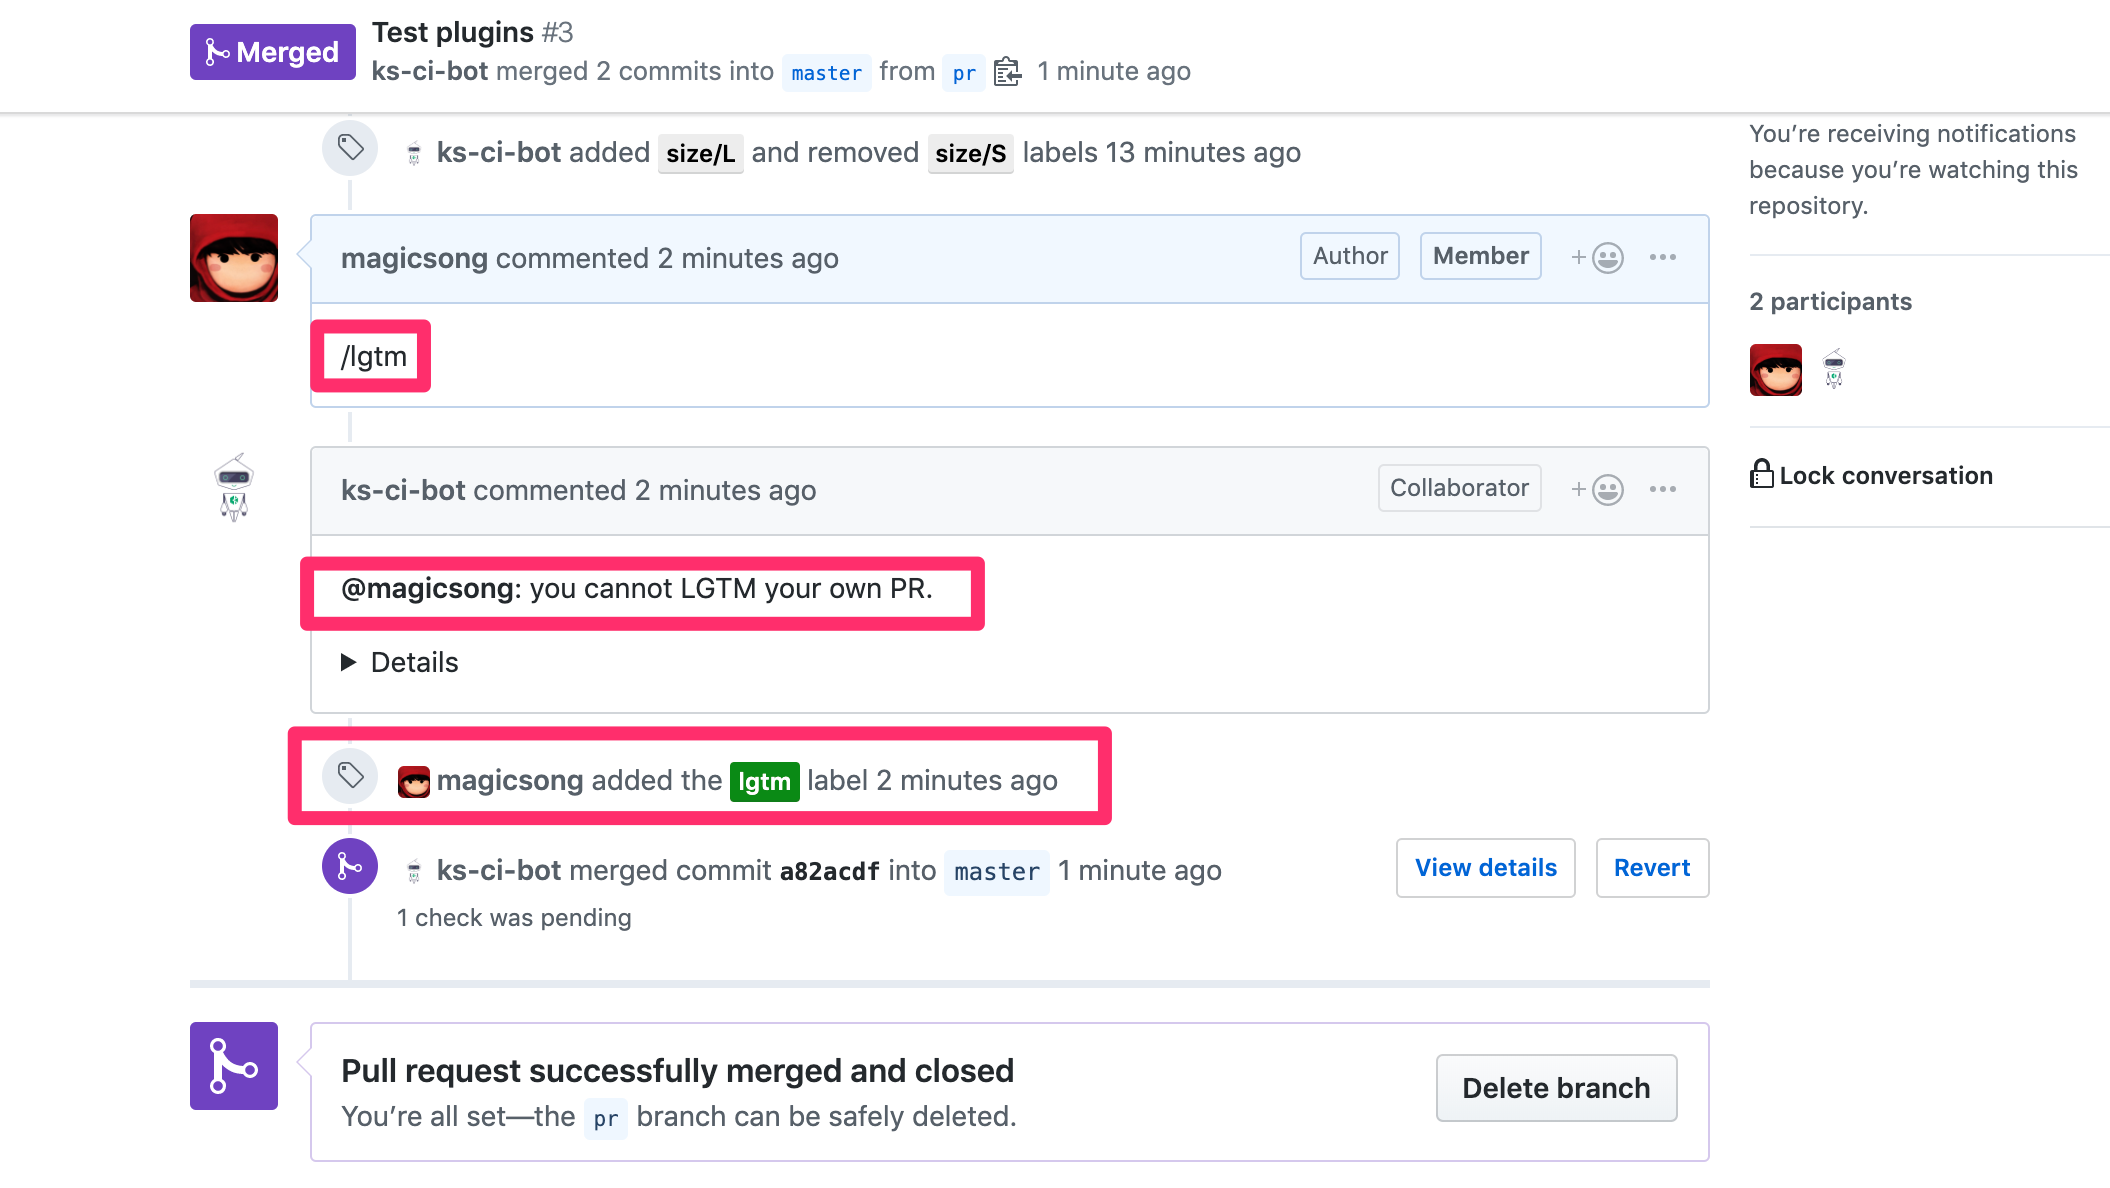 Merged
Test plugins #3
ks-ci-bot merged 2 commits into master from pr 1 minute ago
ks-ci-bot added size/L and removed size/S labels 13 minutes ago
You’re receiving notifications
because you’re watching this
repository.
magicsong commented 2 minutes ago Author Member
/lgtm
2 participants
ks-ci-bot commented 2 minutes ago Collaborator
Lock conversation
@magicsong: you cannot LGTM your own PR.
Details
magicsong added the lgtm label 2 minutes ago
ks-ci-bot merged commit a82acdf into master 1 minute ago View details Revert
1 check was pending
Pull request successfully merged and closed
You’re all set—the pr branch can be safely deleted.
Delete branch